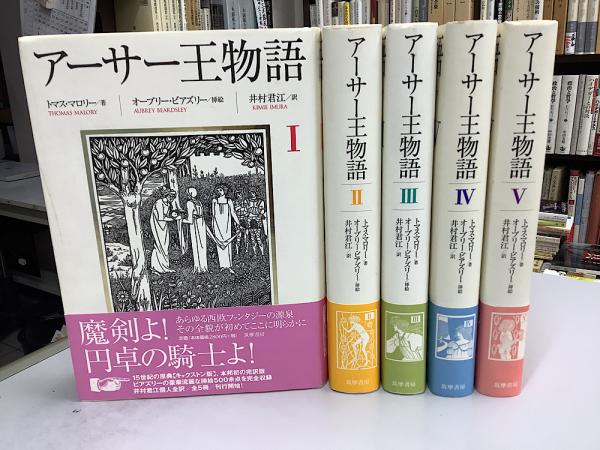 アーサー王物語
トマス・マロリー／著
THOMAS MALORY
オーブリー・ビアズリー／挿絵
AUBREY BEARDSLEY
井村君江／訳
KIMIE IMURA
I
魔剣よ!
円卓の騎士よ!
あらゆる西欧ファンタジーの源泉
その全貌が初めてここに明らかに
筑摩書房
15世紀の原典【キャクストン版】、本邦初の完訳版
ビアズリーの豪華流麗な挿絵500余点を完全収録
井村君江個人全訳／全5冊 刊行開始!
アーサー王物語
II
トマス・マロリー 著
オーブリー・ビアズリー 挿絵
井村君江 訳
II
筑摩書房
アーサー王物語
III
トマス・マロリー 著
オーブリー・ビアズリー 挿絵
井村君江 訳
III
筑摩書房
アーサー王物語
IV
トマス・マロリー 著
オーブリー・ビアズリー 挿絵
井村君江 訳
IV
筑摩書房
アーサー王物語
V
トマス・マロリー 著
オーブリー・ビアズリー 挿絵
井村君江 訳
V
筑摩書房